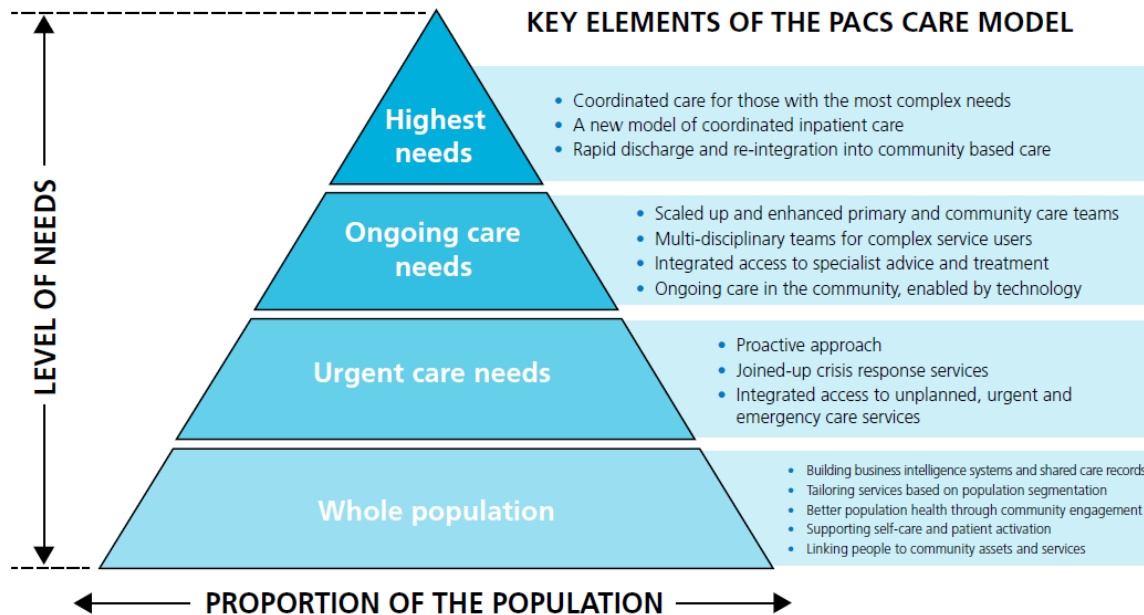 KEY ELEMENTS OF THE PACS CARE MODEL
LEVEL OF NEEDS
Highest
needs
• Coordinated care for those with the most complex needs
• A new model of coordinated inpatient care
• Rapid discharge and re-integration into community based care
Ongoing care
needs
• Scaled up and enhanced primary and community care teams
• Multi-disciplinary teams for complex service users
• Integrated access to specialist advice and treatment
• Ongoing care in the community, enabled by technology
Urgent care needs
• Proactive approach
• Joined-up crisis response services
• Integrated access to unplanned, urgent and
emergency care services
Whole population
• Building business intelligence systems and shared care records
• Tailoring services based on population segmentation
• Better population health through community engagement
• Supporting self-care and patient activation
• Linking people to community assets and services
PROPORTION OF THE POPULATION